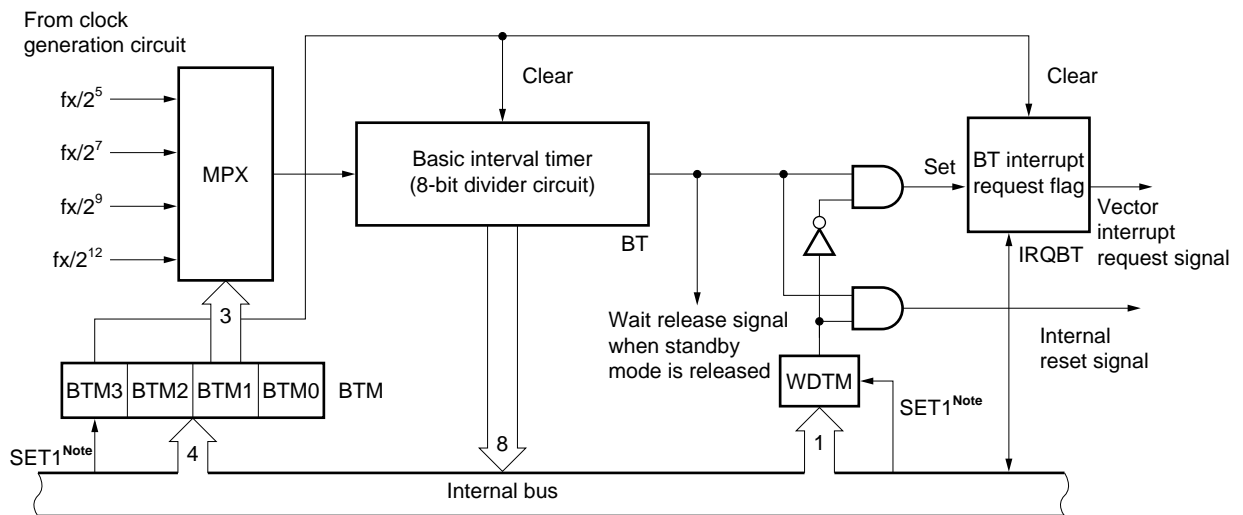 From clock
generation circuit
Clear
Clear
fx/2⁵
fx/2⁷
fx/2⁹
fx/2¹²
MPX
Basic interval timer
(8-bit divider circuit)
BT
Set
BT interrupt
request flag
IRQBT
Vector
interrupt
request signal
3
Wait release signal
when standby
mode is released
Internal
reset signal
BTM3 BTM2 BTM1 BTM0 BTM
WDTM
SET1Note
4
8
1
SET1Note
Internal bus